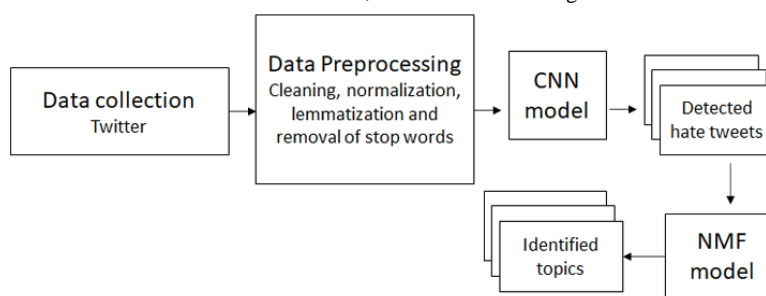 Data collection
Twitter
Data Preprocessing
Cleaning, normalization,
lemmatization and
removal of stop words
CNN
model
Detected
hate tweets
NMF
model
Identified
topics